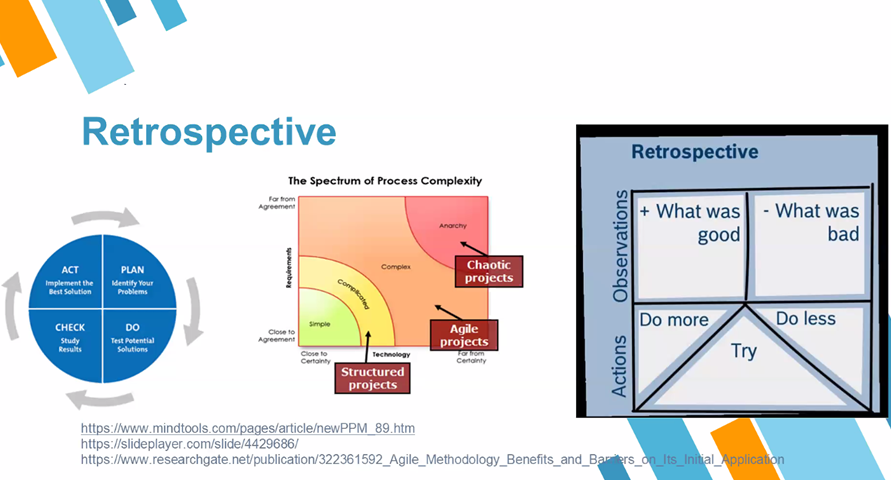 Retrospective
ACT
Implement the
Best Solution
PLAN
Identify Your
Problems
CHECK
Study
Results
DO
Test Potential
Solutions
The Spectrum of Process Complexity
Far from
Agreement
Requirements
Close to
Agreement
Anarchy
Complex
Complicated
Simple
Chaotic
projects
Agile
projects
Structured
projects
Close to
Certainty
Technology
Far from
Certainty
Retrospective
Observations
+ What was
good
- What was
bad
Actions
Do more
Do less
Try
https://www.mindtools.com/pages/article/newPPM_89.htm
https://slideplayer.com/slide/4429686/
https://www.researchgate.net/publication/322361592_Agile_Methodology_Benefits_and_Barriers_on_Its_Initial_Application